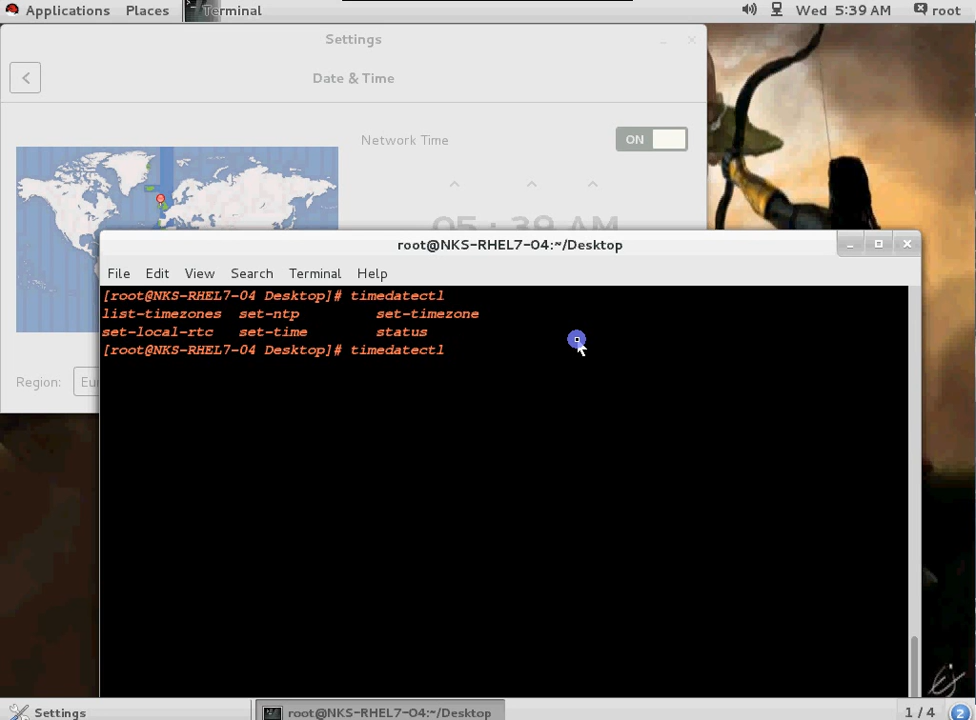 Applications Places Terminal Wed 5:39 AM root
Settings
Date & Time
Network Time ON
05 : 39 AM
root@NKS-RHEL7-04:~/Desktop
File Edit View Search Terminal Help
[root@NKS-RHEL7-04 Desktop]# timedatectl
list-timezones set-ntp set-timezone
set-local-rtc set-time status
[root@NKS-RHEL7-04 Desktop]# timedatectl
Region:
Settings root@NKS-RHEL7-04:~/Desktop 1 / 4 2